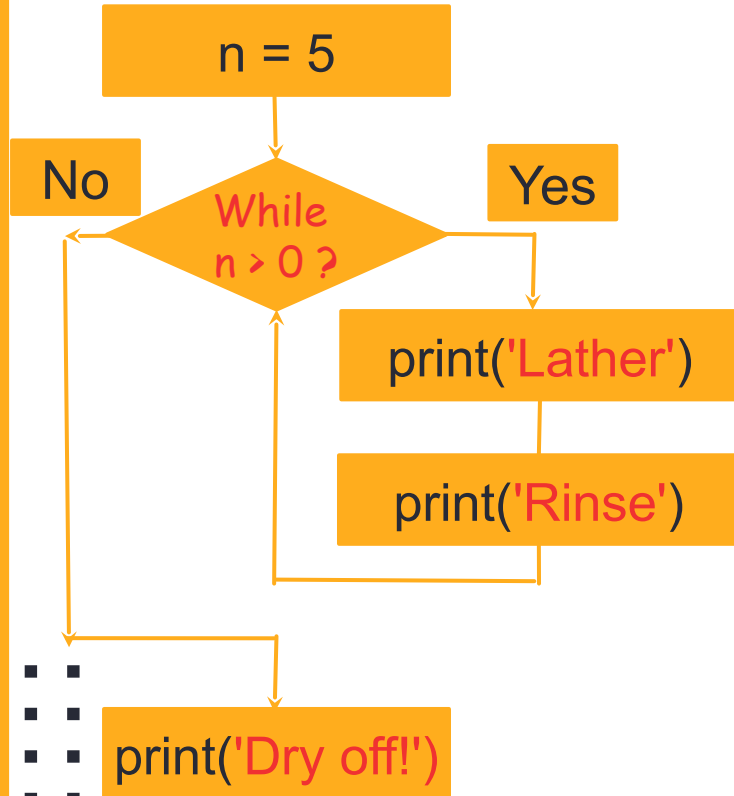 n = 5
No
Yes
While
n > 0 ?
print('Lather')
print('Rinse')
print('Dry off!')